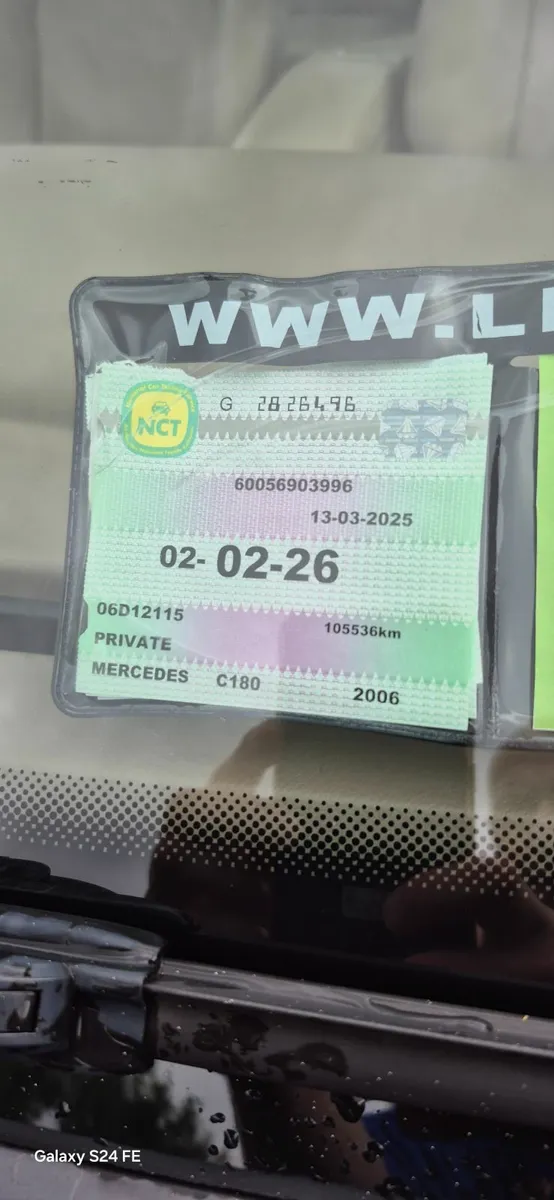 WWW.L
NCT
G 2826496
60056903996
13-03-2025
02-02-26
06D12115
105536km
PRIVATE
MERCEDES C180
2006
Galaxy S24 FE